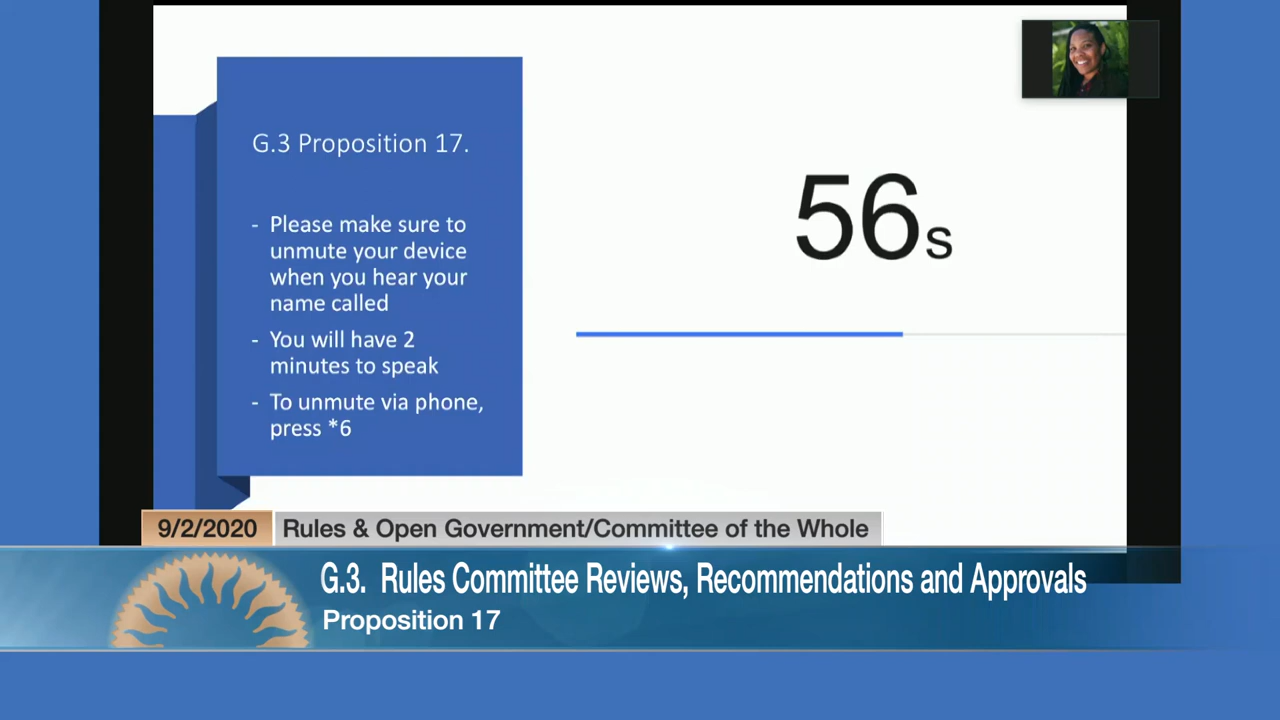 G.3 Proposition 17.
- Please make sure to
unmute your device
when you hear your
name called
- You will have 2
minutes to speak
- To unmute via phone,
press *6
56s
9/2/2020
Rules & Open Government/Committee of the Whole
G.3. Rules Committee Reviews, Recommendations and Approvals
Proposition 17